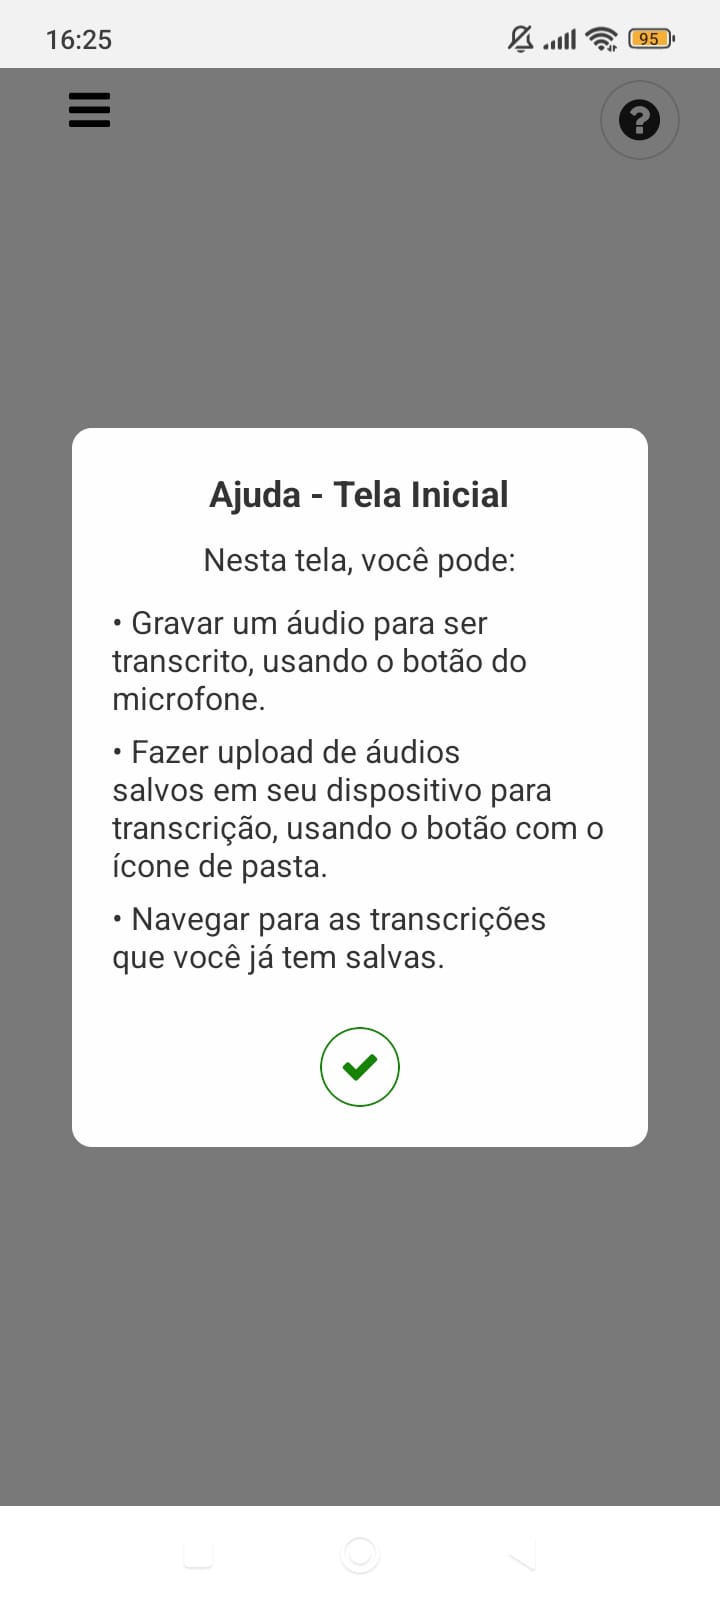 16:25
95
Ajuda - Tela Inicial
Nesta tela, você pode:
• Gravar um áudio para ser
transcrito, usando o botão do
microfone.
• Fazer upload de áudios
salvos em seu dispositivo para
transcrição, usando o botão com o
ícone de pasta.
• Navegar para as transcrições
que você já tem salvas.